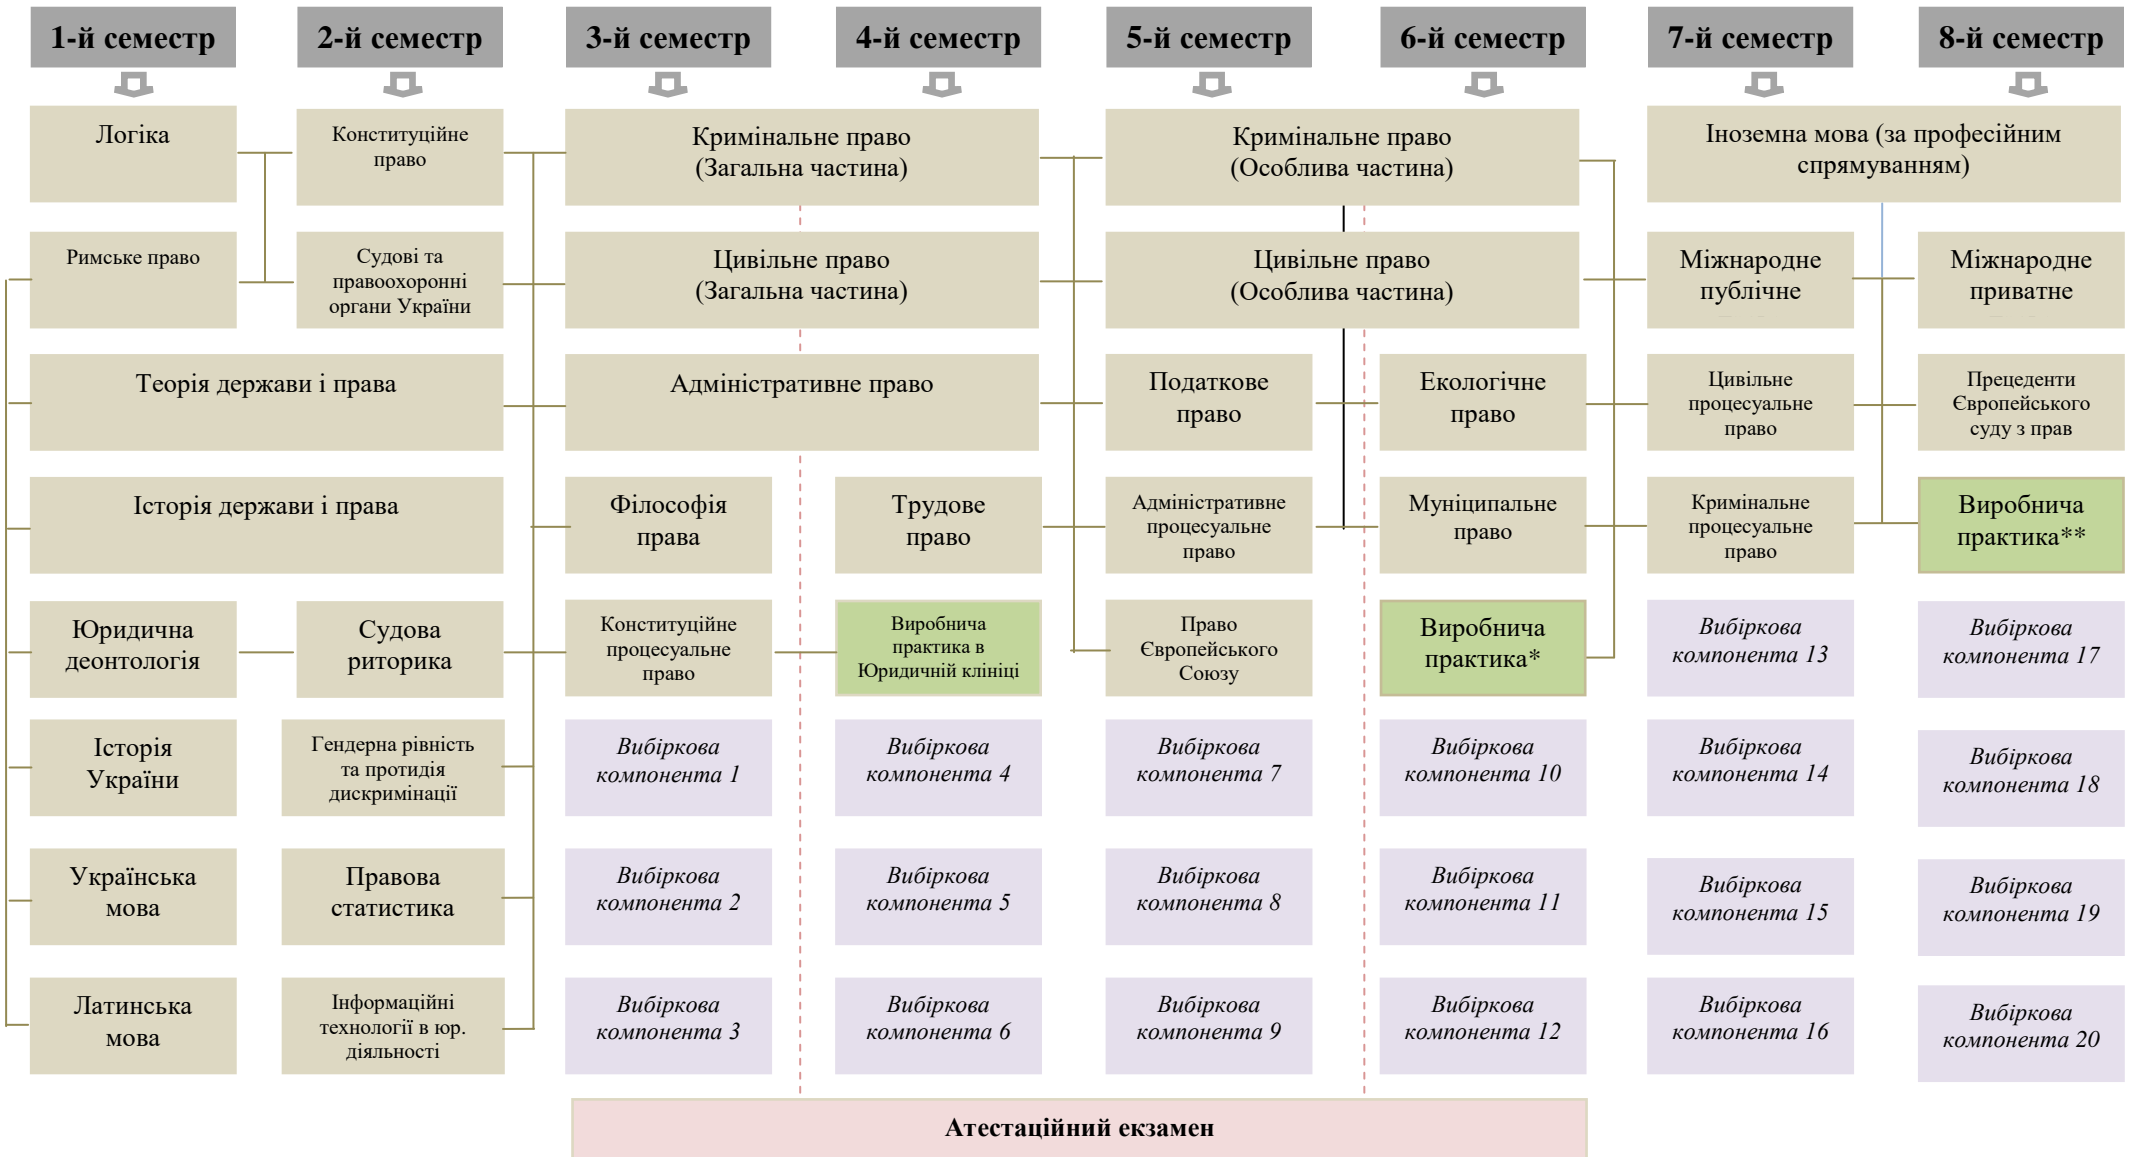 1-й семестр
2-й семестр
3-й семестр
4-й семестр
5-й семестр
6-й семестр
7-й семестр
8-й семестр
Логіка
Конституційне
право
Кримінальне право
(Загальна частина)
Кримінальне право
(Особлива частина)
Іноземна мова (за професійним
спрямуванням)
Римське право
Судові та
правоохоронні
органи України
Цивільне право
(Загальна частина)
Цивільне право
(Особлива частина)
Міжнародне
публічне
Міжнародне
приватне
Теорія держави і права
Адміністративне право
Податкове
право
Екологічне
право
Цивільне
процесуальне
право
Прецеденти
Європейського
суду з прав
Історія держави і права
Філософія
права
Трудове
право
Адміністративне
процесуальне
право
Муніципальне
право
Кримінальне
процесуальне
право
Виробнича
практика**
Юридична
деонтологія
Судова
риторика
Конституційне
процесуальне
право
Виробнича
практика в
Юридичній клініці
Право
Європейського
Союзу
Виробнича
практика*
Вибіркова
компонента 13
Вибіркова
компонента 17
Історія
України
Гендерна рівність
та протидія
дискримінації
Вибіркова
компонента 1
Вибіркова
компонента 4
Вибіркова
компонента 7
Вибіркова
компонента 10
Вибіркова
компонента 14
Вибіркова
компонента 18
Українська
мова
Правова
статистика
Вибіркова
компонента 2
Вибіркова
компонента 5
Вибіркова
компонента 8
Вибіркова
компонента 11
Вибіркова
компонента 15
Вибіркова
компонента 19
Латинська
мова
Інформаційні
технології в юр.
діяльності
Вибіркова
компонента 3
Вибіркова
компонента 6
Вибіркова
компонента 9
Вибіркова
компонента 12
Вибіркова
компонента 16
Вибіркова
компонента 20
Атестаційний екзамен